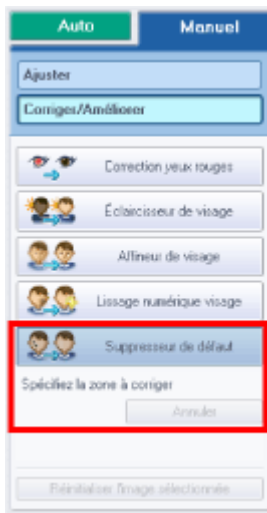 Auto
Manuel
Ajuster
Corriger/Améliorer
Correction yeux rouges
Éclaircisseur de visage
Affineur de visage
Lissage numérique visage
Suppresseur de défaut
Spécifiez la zone à corriger
Annuler
Réinitialiser l'image sélectionnée